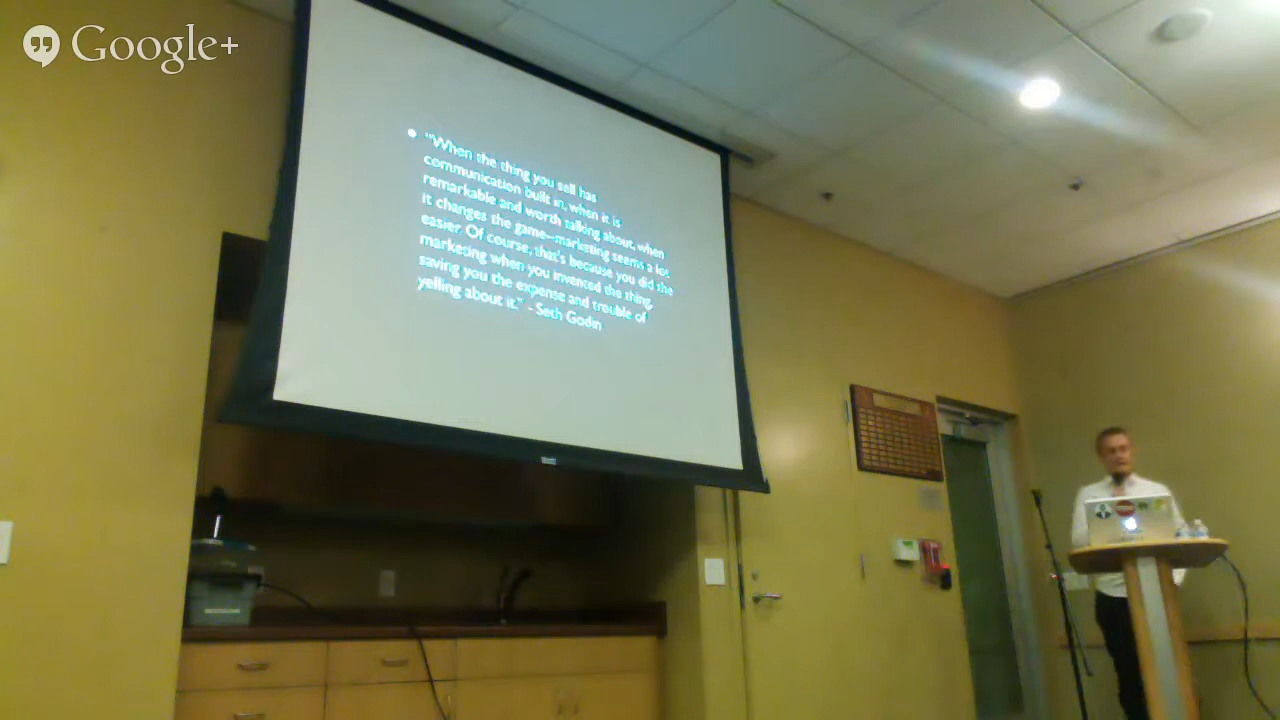 Google+
• "When the thing you sell has
communication built in, when it is
remarkable and worth talking about, when
it changes the game--marketing seems a lot
easier. Of course, that's because you did the
marketing when you invented the thing,
saving you the expense and trouble of
yelling about it." - Seth Godin